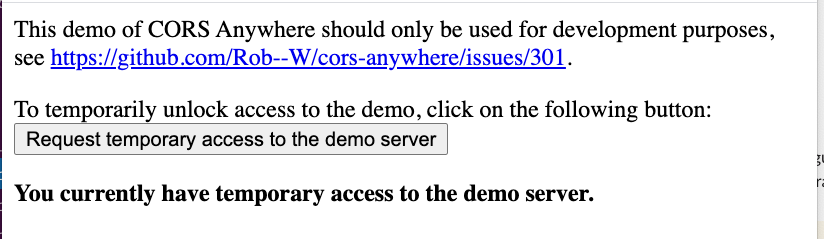 This demo of CORS Anywhere should only be used for development purposes,
see https://github.com/Rob--W/cors-anywhere/issues/301.
To temporarily unlock access to the demo, click on the following button:
Request temporary access to the demo server
You currently have temporary access to the demo server.